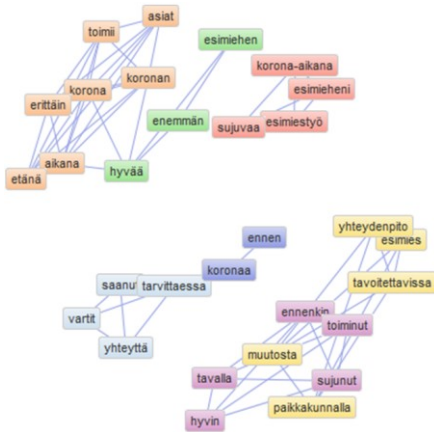 asiat
toimii
esimiehen
korona-aikana
koronan
korona
esimieheni
erittäin
enemmän
sujuvaa
esimiestyö
aikana
hyvää
etänä
yhteydenpito
ennen
esimies
koronaa
saanut
tarvittaessa
tavoitettavissa
ennenkin
vartit
toiminut
yhteyttä
muutosta
tavalla
sujunut
paikkakunnalla
hyvin